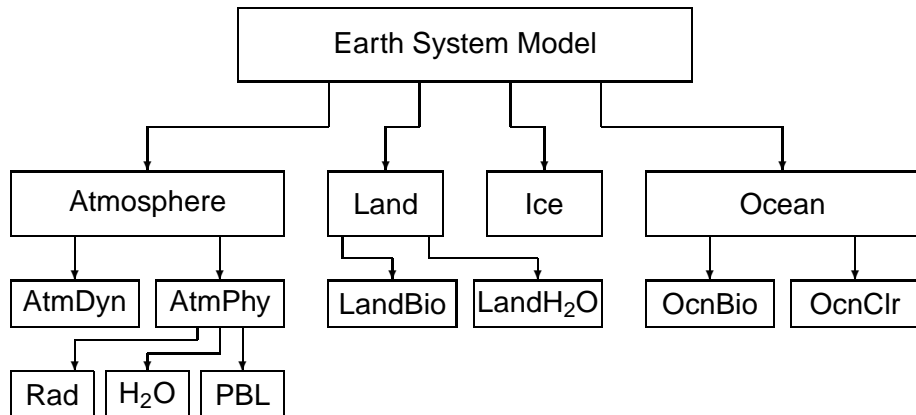 Earth System Model
Atmosphere
Land
Ice
Ocean
AtmDyn
AtmPhy
LandBio
LandH₂O
OcnBio
OcnClr
Rad
H₂O
PBL